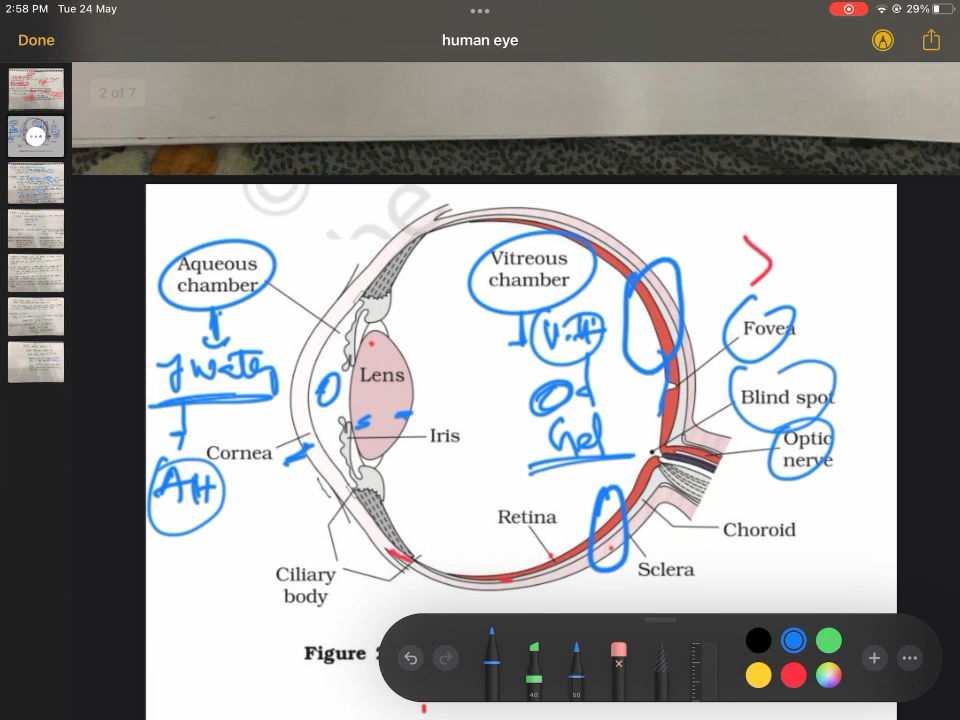 2:58 PM Tue 24 May
29%
Done
human eye
2 of 7
©
be
Aqueous
chamber
water
AH
Vitreous
chamber
V.H
Gel
Lens
Iris
Cornea
Ciliary
body
Retina
Fovea
Blind spot
Optic
nerve
Choroid
Sclera
Figure
40
50